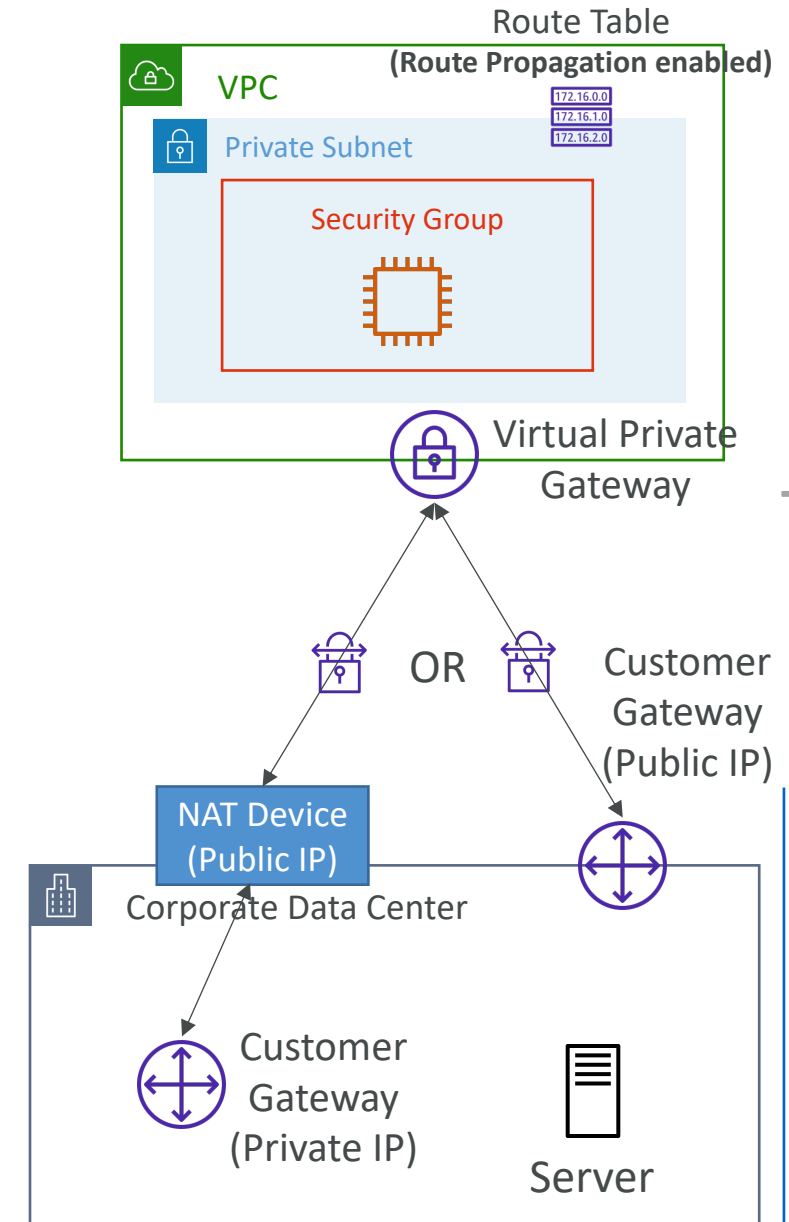 Route Table
(Route Propagation enabled)
VPC
172.16.0.0
172.16.1.0
172.16.2.0
Private Subnet
Security Group
Virtual Private
Gateway
OR
Customer
Gateway
(Public IP)
NAT Device
(Public IP)
Corporate Data Center
Customer
Gateway
(Private IP)
Server